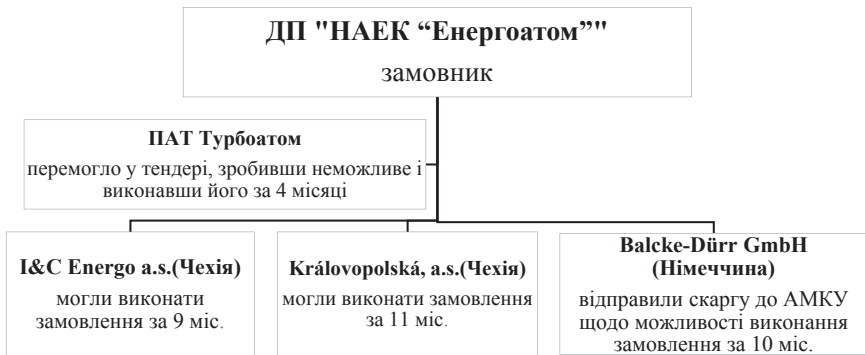 ДП "НАЕК “Енергоатом”"
замовник
ПАТ Турбоатом
перемогло у тендері, зробивши неможливе і
виконавши його за 4 місяці
I&C Energo a.s.(Чехія)
могли виконати
замовлення за 9 міс.
Královopolská, a.s.(Чехія)
могли виконати замовлення
за 11 міс.
Balcke-Dürr GmbH
(Німеччина)
відправили скаргу до АМКУ
щодо можливості виконання
замовлення за 10 міс.